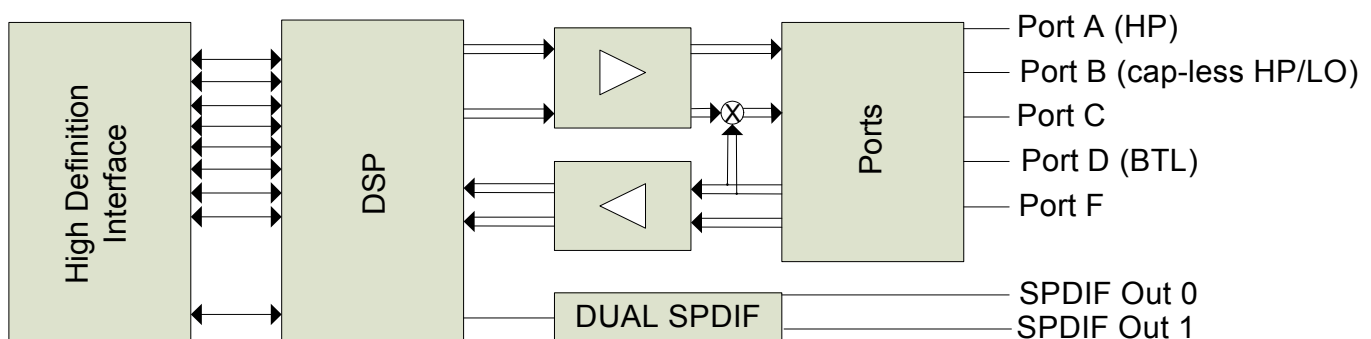 High Definition
Interface
DSP
X
Ports
Port A (HP)
Port B (cap-less HP/LO)
Port C
Port D (BTL)
Port F
DUAL SPDIF
SPDIF Out 0
SPDIF Out 1